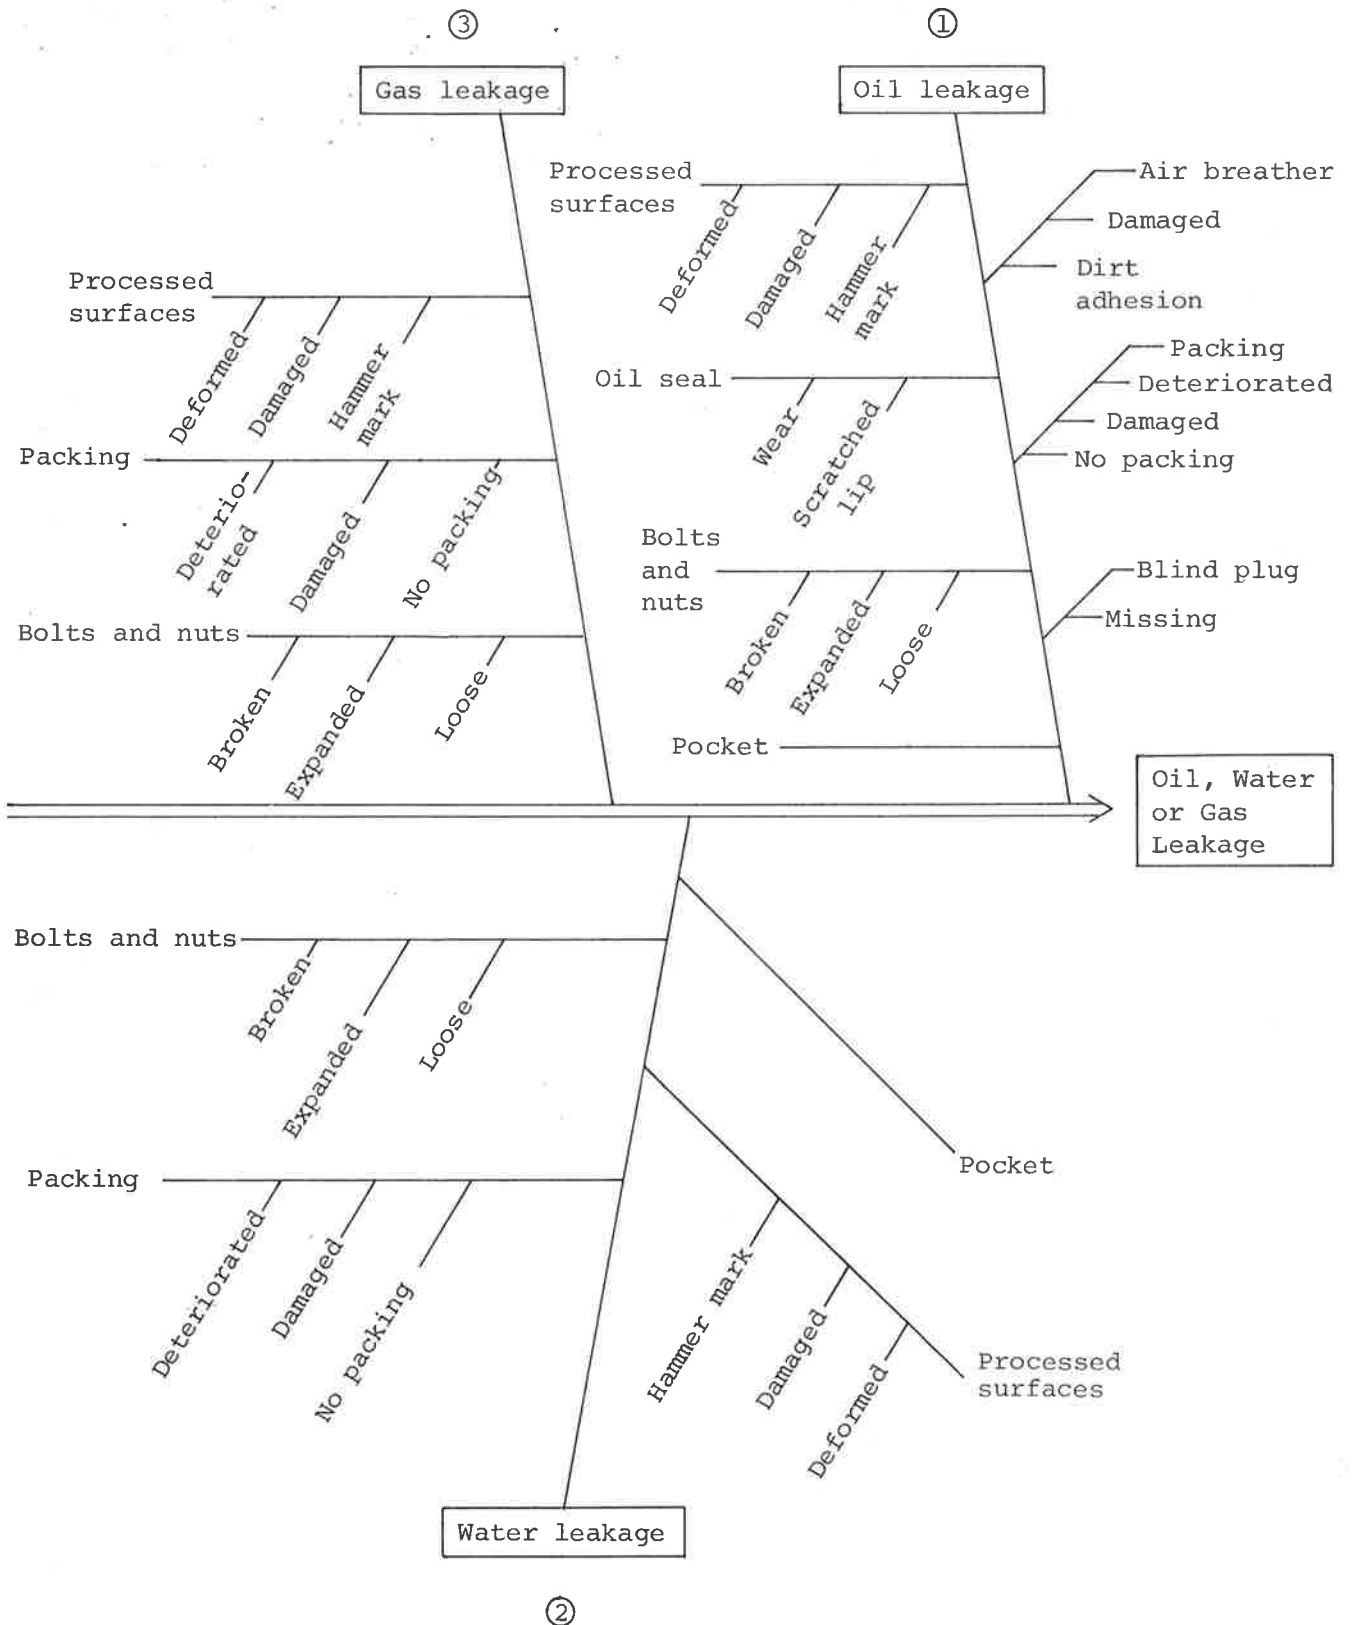 ③
①
Gas leakage
Oil leakage
Processed
surfaces
Deformed
Damaged
Hammer
mark
Air breather
Damaged
Dirt
adhesion
Processed
surfaces
Deformed
Damaged
Hammer
mark
Oil seal
Wear
Scratched
lip
Packing
Deteriorated
Damaged
No packing
Packing
Deterio-
rated
Damaged
No packing
Bolts
and
nuts
Broken
Expanded
Loose
Blind plug
Missing
Bolts and nuts
Broken
Expanded
Loose
Pocket
Oil, Water
or Gas
Leakage
Bolts and nuts
Broken
Expanded
Loose
Pocket
Packing
Deteriorated
Damaged
No packing
Hammer mark
Damaged
Deformed
Processed
surfaces
Water leakage
②